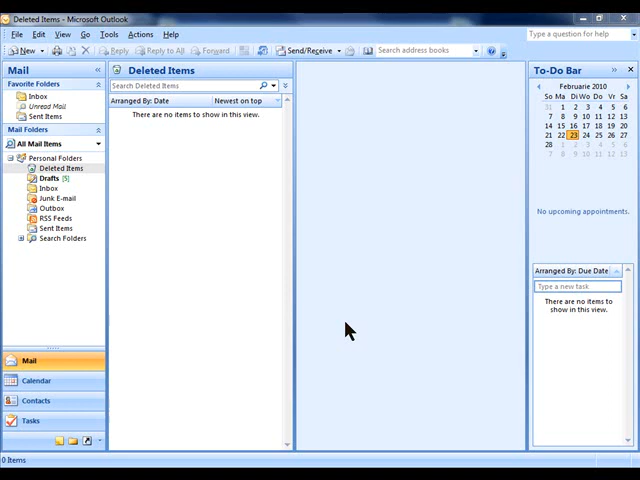 Deleted Items - Microsoft Outlook
File Edit View Go Tools Actions Help
Type a question for help
New Reply Reply to All Forward Send/Receive Search address books
Mail
Favorite Folders
Inbox
Unread Mail
Sent Items
Mail Folders
All Mail Items
Personal Folders
Deleted Items
Drafts [5]
Inbox
Junk E-mail
Outbox
RSS Feeds
Sent Items
Search Folders
Mail
Calendar
Contacts
Tasks
0 Items
Deleted Items
Search Deleted Items
Arranged By: Date Newest on top
There are no items to show in this view.
To-Do Bar
Februarie 2010
So Ma Di Wo Do Vr Sa
31 1 2 3 4 5 6
7 8 9 10 11 12 13
14 15 16 17 18 19 20
21 22 23 24 25 26 27
28 1 2 3 4 5 6
7 8 9 10 11 12 13
No upcoming appointments.
Arranged By: Due Date
Type a new task
There are no items to
show in this view.